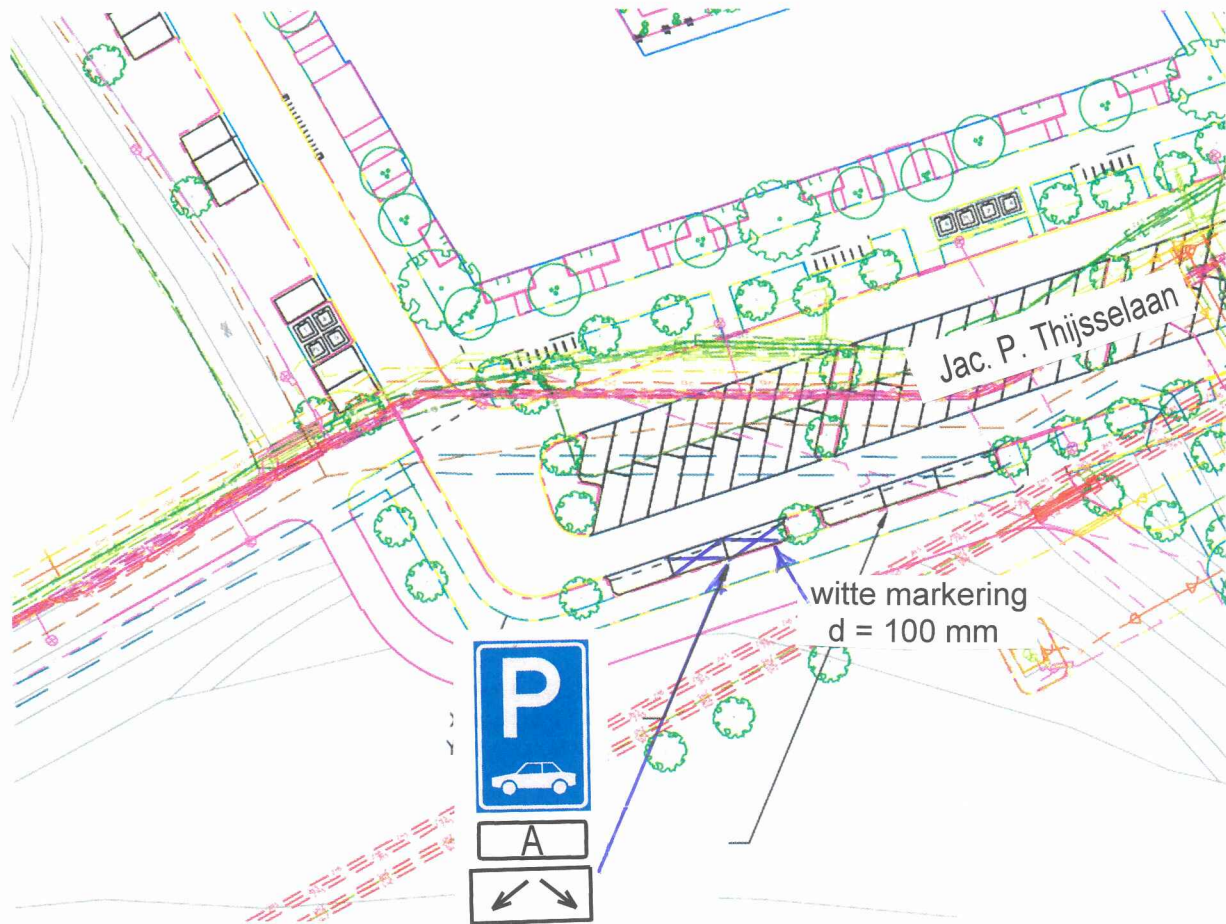 Jac. P. Thijsselaan
witte markering
d = 100 mm
P
A